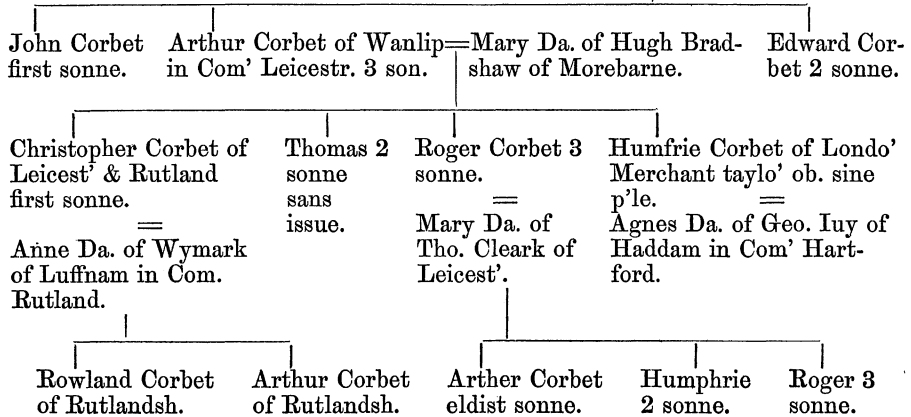 John Corbet
first sonne.
Arthur Corbet of Wanlip=Mary Da. of Hugh Brad-
in Com' Leicestr. 3 son. shaw of Morebarne.
Edward Cor-
bet 2 sonne.
Christopher Corbet of
Leicest' & Rutland
first sonne.
=
Anne Da. of Wymark
of Luffnam in Com.
Rutland.
Thomas 2
sonne
sans
issue.
Roger Corbet 3
sonne.
=
Mary Da. of
Tho. Cleark of
Leicest'.
Humfrie Corbet of Londo'
Merchant taylo' ob. sine
p'le. =
Agnes Da. of Geo. Iuy of
Haddam in Com' Hart-
ford.
Rowland Corbet
of Rutlandsh.
Arthur Corbet
of Rutlandsh.
Arther Corbet
eldist sonne.
Humphrie
2 sonne.
Roger 3
sonne.